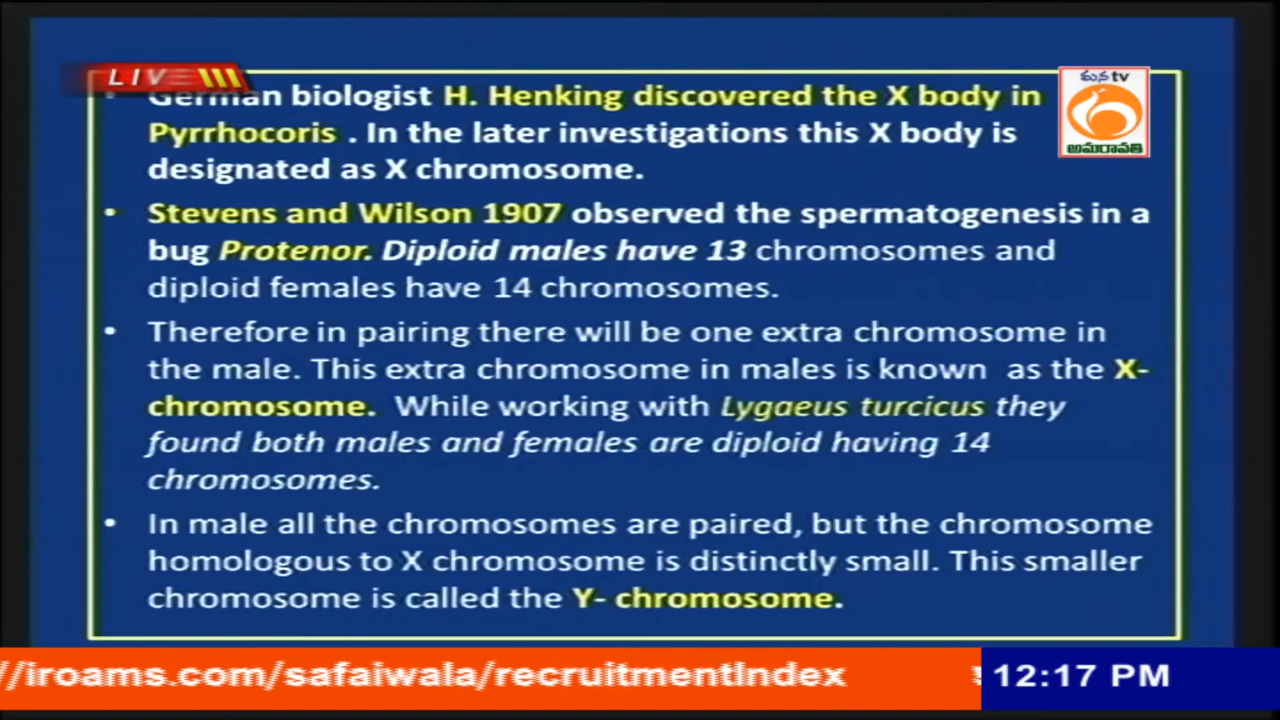 LIVE
మన tv
అమరావతి
• German biologist H. Henking discovered the X body in
Pyrrhocoris . In the later investigations this X body is
designated as X chromosome.
• Stevens and Wilson 1907 observed the spermatogenesis in a
bug Protenor. Diploid males have 13 chromosomes and
diploid females have 14 chromosomes.
• Therefore in pairing there will be one extra chromosome in
the male. This extra chromosome in males is known as the X-
chromosome. While working with Lygaeus turcicus they
found both males and females are diploid having 14
chromosomes.
• In male all the chromosomes are paired, but the chromosome
homologous to X chromosome is distinctly small. This smaller
chromosome is called the Y- chromosome.
//iroams.com/safaiwala/recruitmentIndex
12:17 PM